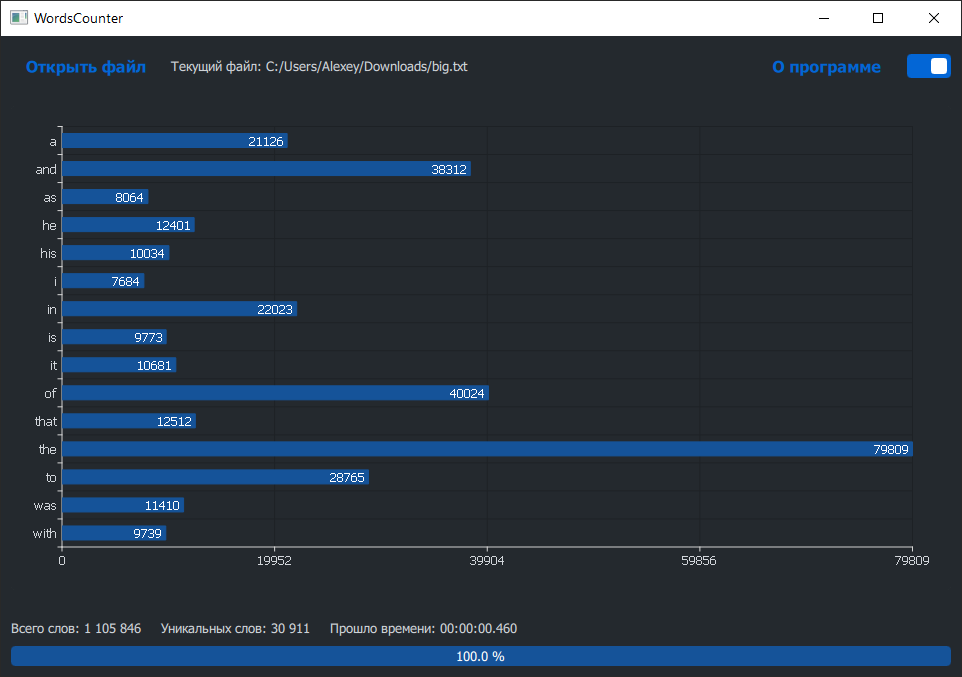 WordsCounter
Открыть файл Текущий файл: C:/Users/Alexey/Downloads/big.txt О программе
a 21126
and 38312
as 8064
he 12401
his 10034
i 7684
in 22023
is 9773
it 10681
of 40024
that 12512
the 79809
to 28765
was 11410
with 9739
0 19952 39904 59856 79809
Всего слов: 1 105 846 Уникальных слов: 30 911 Прошло времени: 00:00:00.460
100.0 %